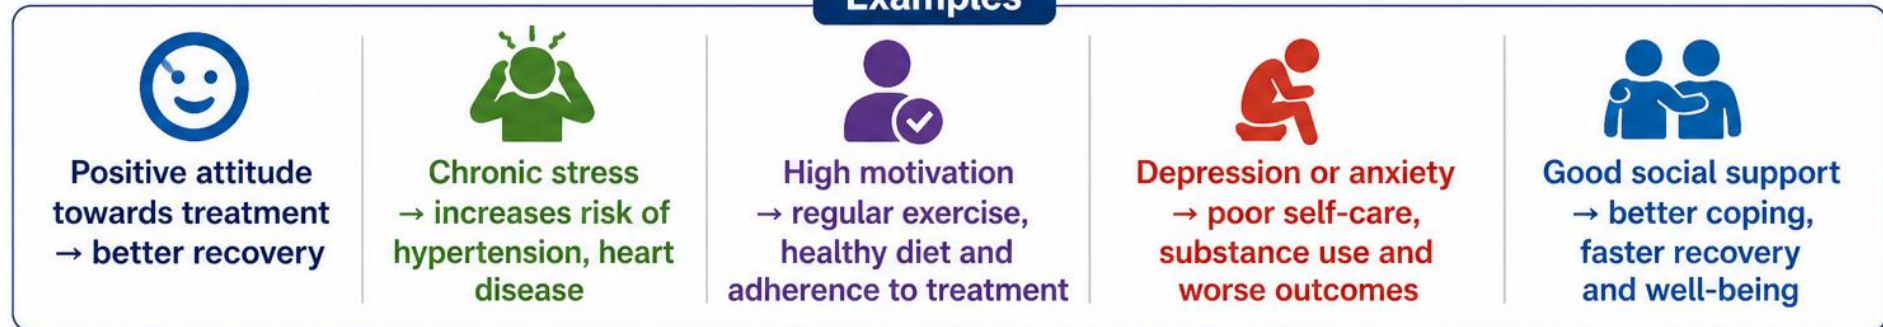 Examples
Positive attitude
towards treatment
→ better recovery
Chronic stress
→ increases risk of
hypertension, heart
disease
High motivation
→ regular exercise,
healthy diet and
adherence to treatment
Depression or anxiety
→ poor self-care,
substance use and
worse outcomes
Good social support
→ better coping,
faster recovery
and well-being